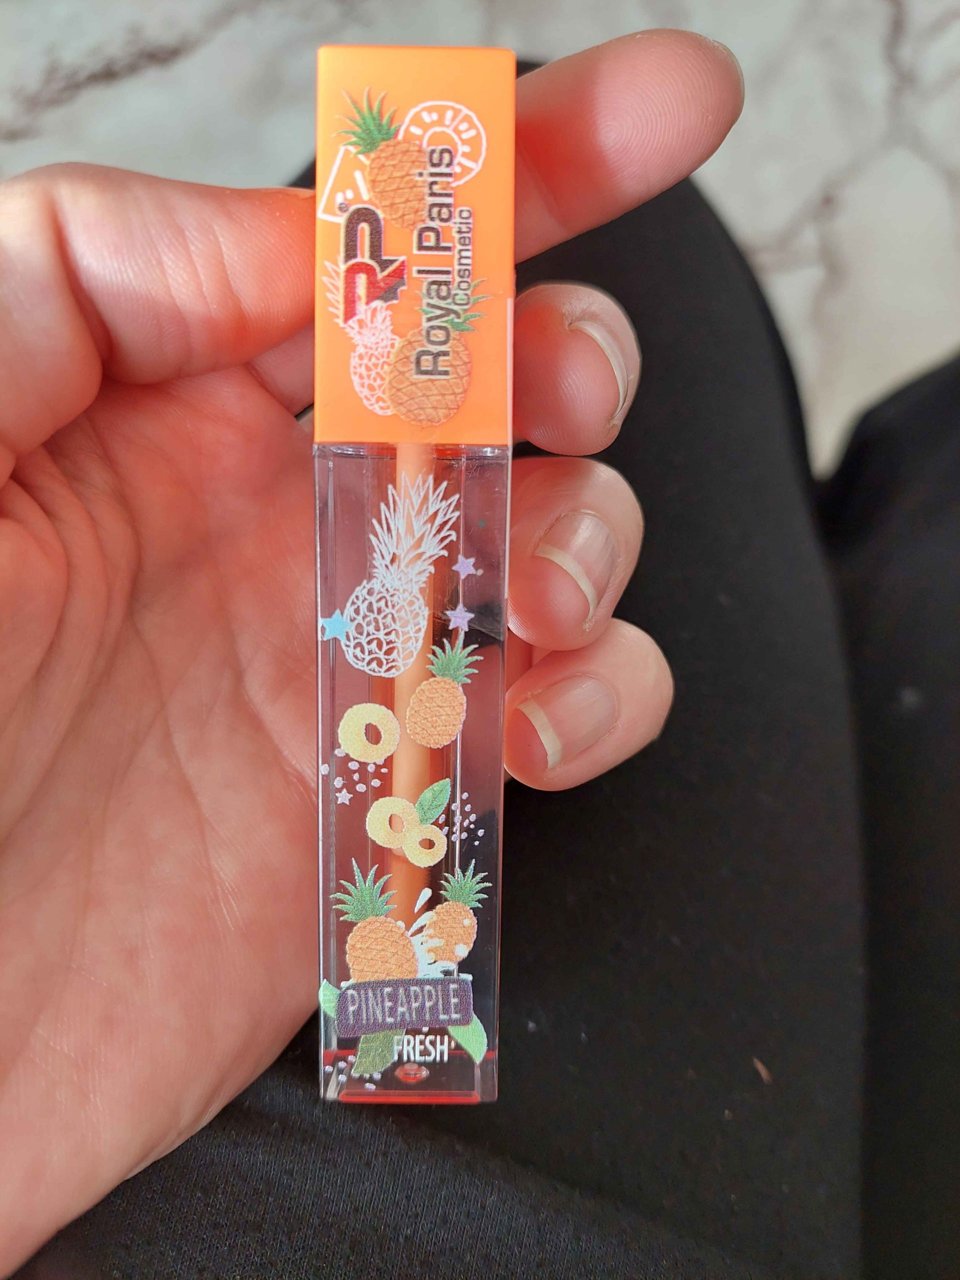 RP®
Royal Paris
Cosmetic
PINEAPPLE
FRESH